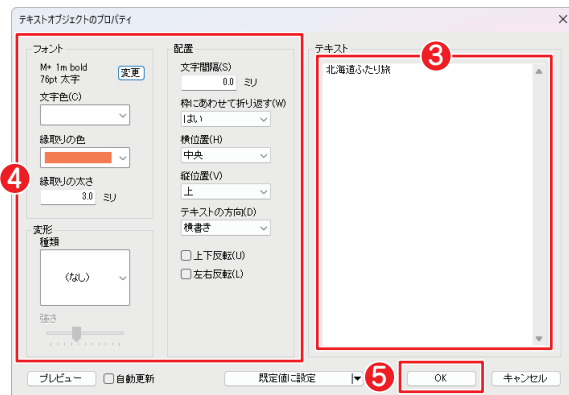 テキストオブジェクトのプロパティ
フォント
M+ 1m bold
76pt 太字
変更
文字色(C)
縁取りの色
縁取りの太さ
3.0 ミリ
変形
種類
(なし)
強さ
配置
文字間隔(S)
0.0 ミリ
枠にあわせて折り返す(W)
はい
横位置(H)
中央
縦位置(V)
上
テキストの方向(D)
横書き
上下反転(U)
左右反転(L)
テキスト
3
北海道ふたり旅
4
プレビュー
自動更新
既定値に設定
5
OK
キャンセル